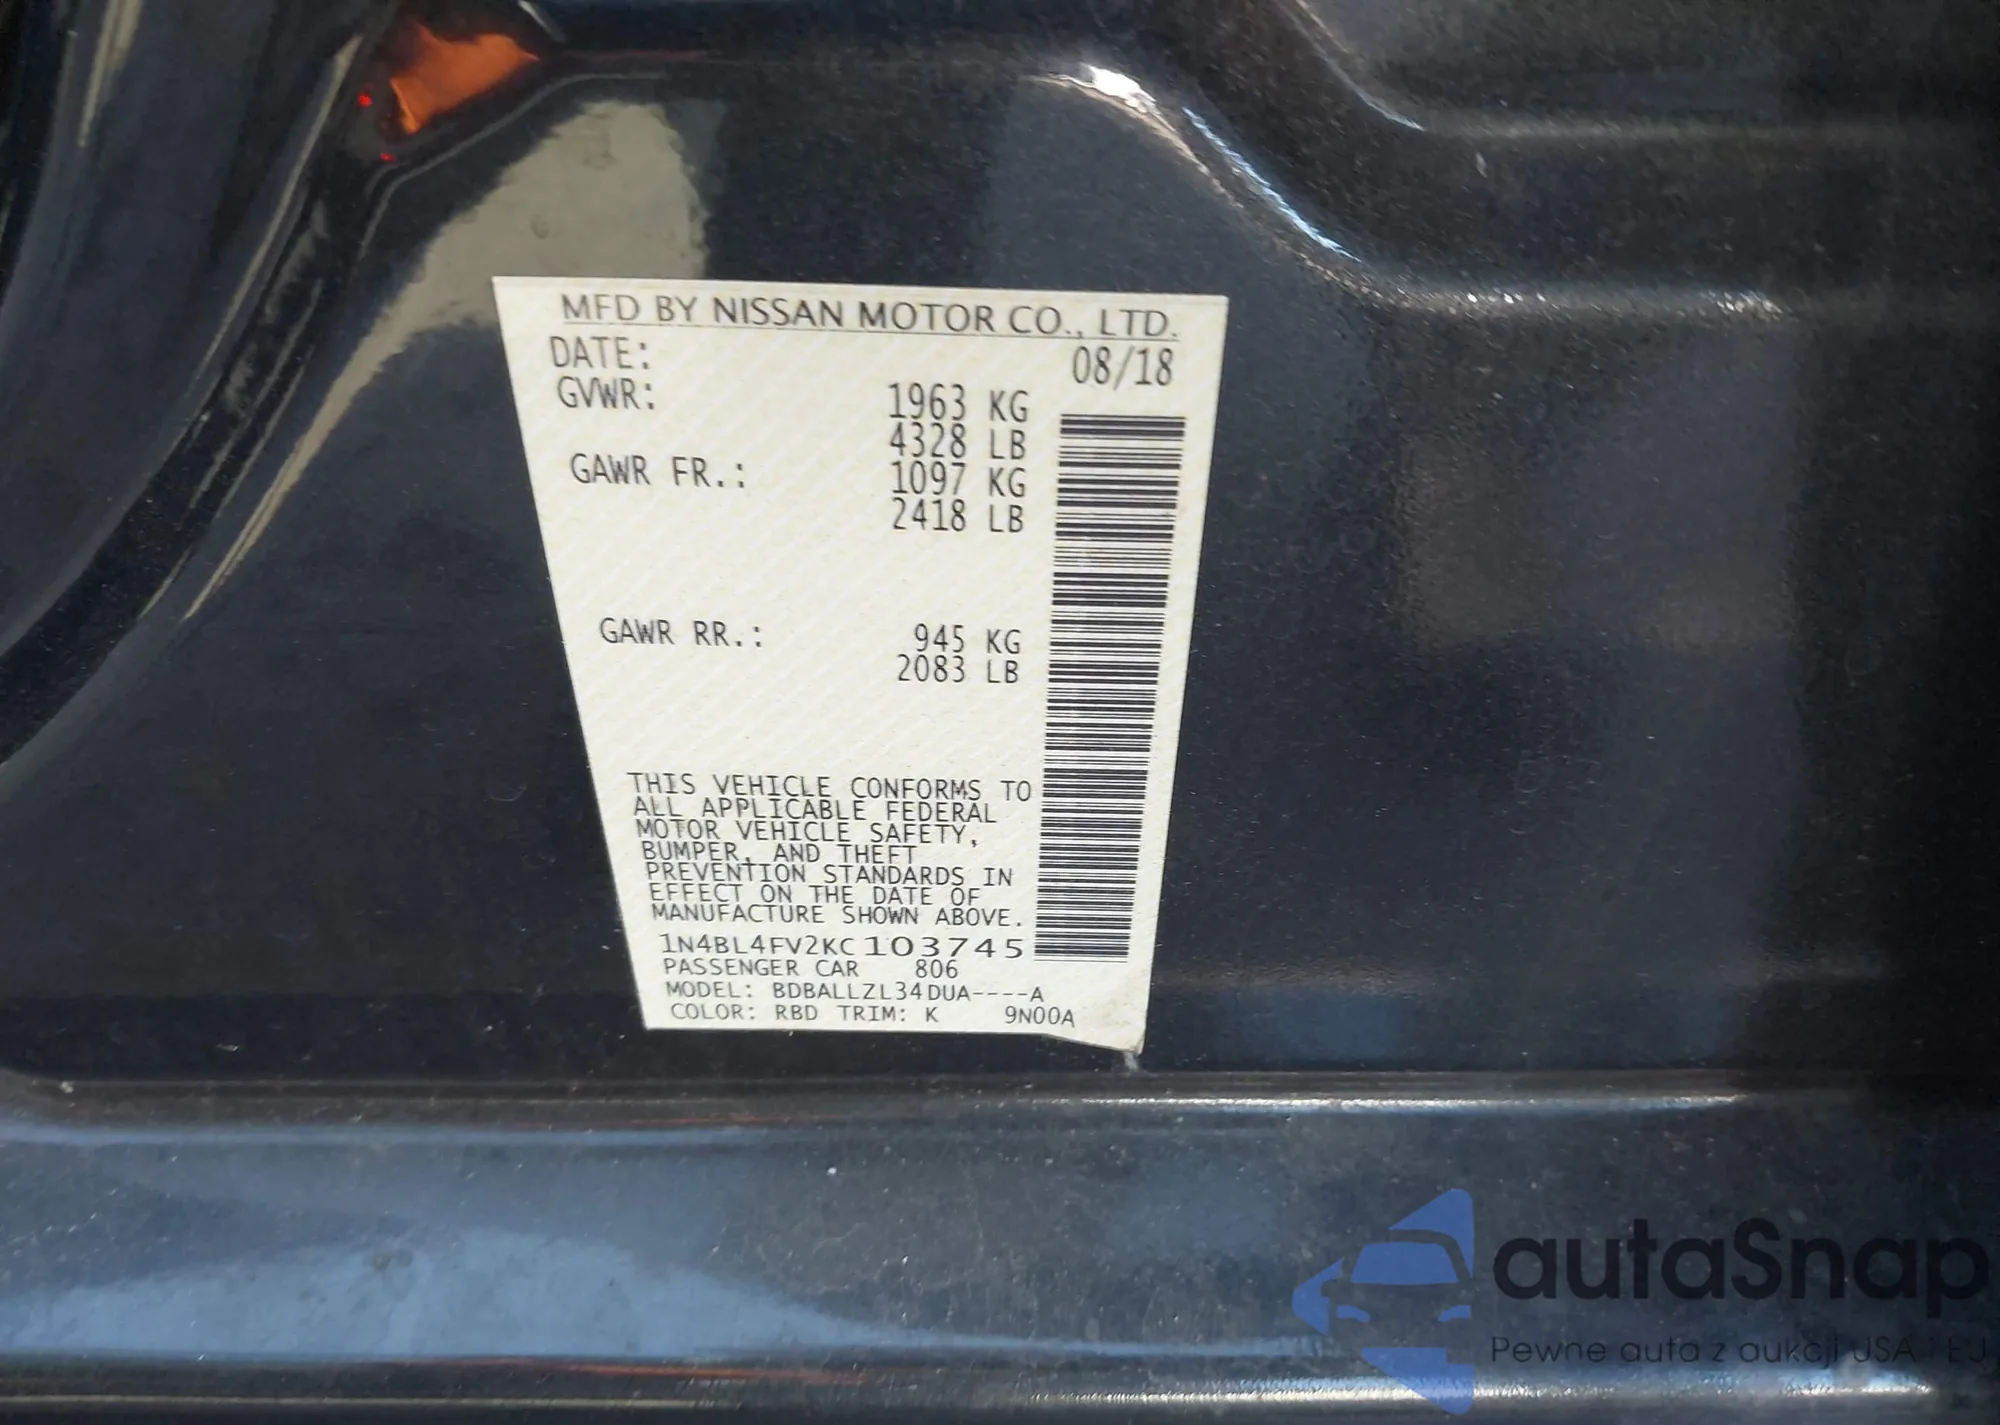 MFD BY NISSAN MOTOR CO., LTD.
DATE: 08/18
GVWR: 1963 KG
4328 LB
GAWR FR.: 1097 KG
2418 LB
GAWR RR.: 945 KG
2083 LB
THIS VEHICLE CONFORMS TO
ALL APPLICABLE FEDERAL
MOTOR VEHICLE SAFETY,
BUMPER, AND THEFT
PREVENTION STANDARDS IN
EFFECT ON THE DATE OF
MANUFACTURE SHOWN ABOVE.
1N4BL4FV2KC103745
PASSENGER CAR 806
MODEL: BDBALLZL34DUA----A
COLOR: RBD TRIM: K 9N00A
autaSnap
Pewne auta z aukcji USA i EU